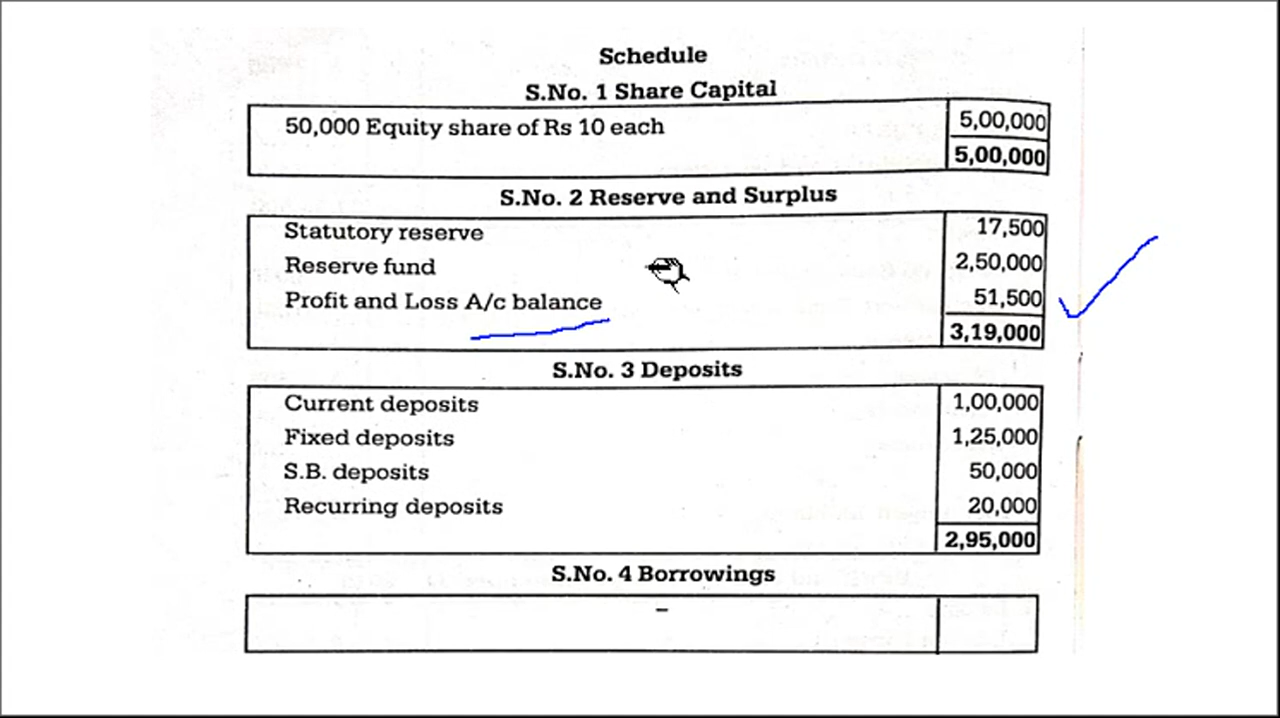 Schedule
S.No. 1 Share Capital
50,000 Equity share of Rs 10 each 5,00,000
5,00,000
S.No. 2 Reserve and Surplus
Statutory reserve 17,500
Reserve fund 2,50,000
Profit and Loss A/c balance 51,500
3,19,000
S.No. 3 Deposits
Current deposits 1,00,000
Fixed deposits 1,25,000
S.B. deposits 50,000
Recurring deposits 20,000
2,95,000
S.No. 4 Borrowings
–